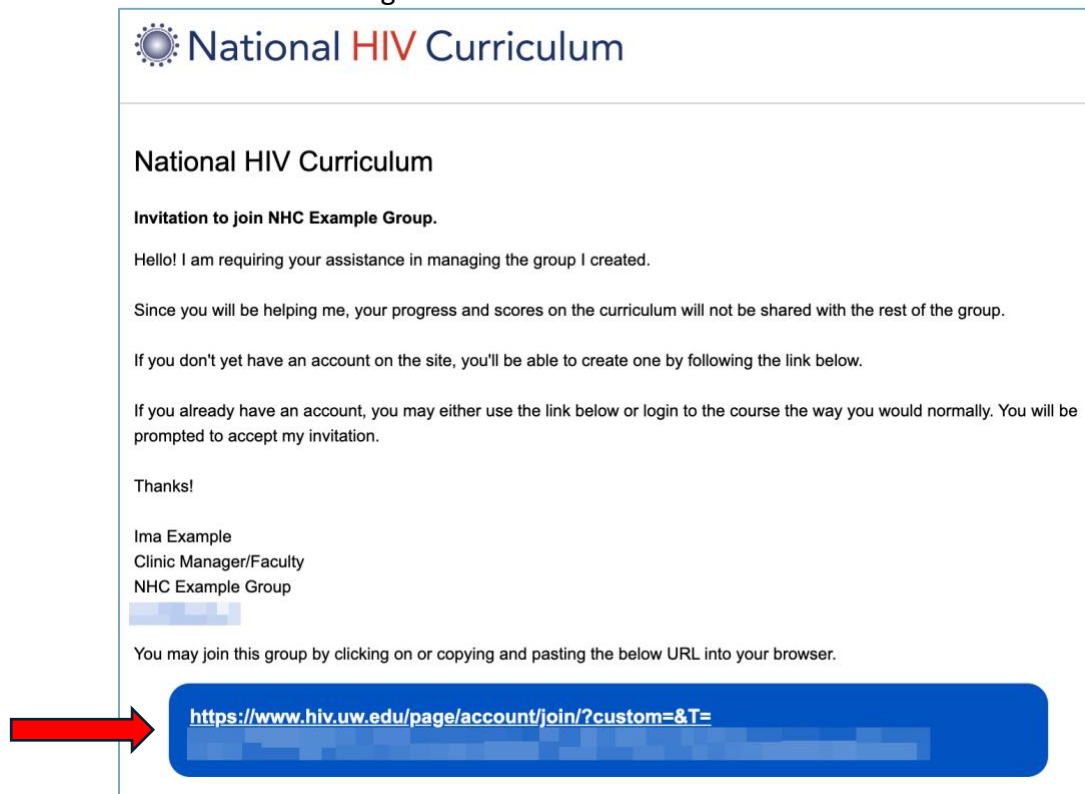 National HIV Curriculum
National HIV Curriculum
Invitation to join NHC Example Group.
Hello! I am requiring your assistance in managing the group I created.
Since you will be helping me, your progress and scores on the curriculum will not be shared with the rest of the group.
If you don't yet have an account on the site, you'll be able to create one by following the link below.
If you already have an account, you may either use the link below or login to the course the way you would normally. You will be
prompted to accept my invitation.
Thanks!
Ima Example
Clinic Manager/Faculty
NHC Example Group
You may join this group by clicking on or copying and pasting the below URL into your browser.
https://www.hiv.uw.edu/page/account/join/?custom=&T=